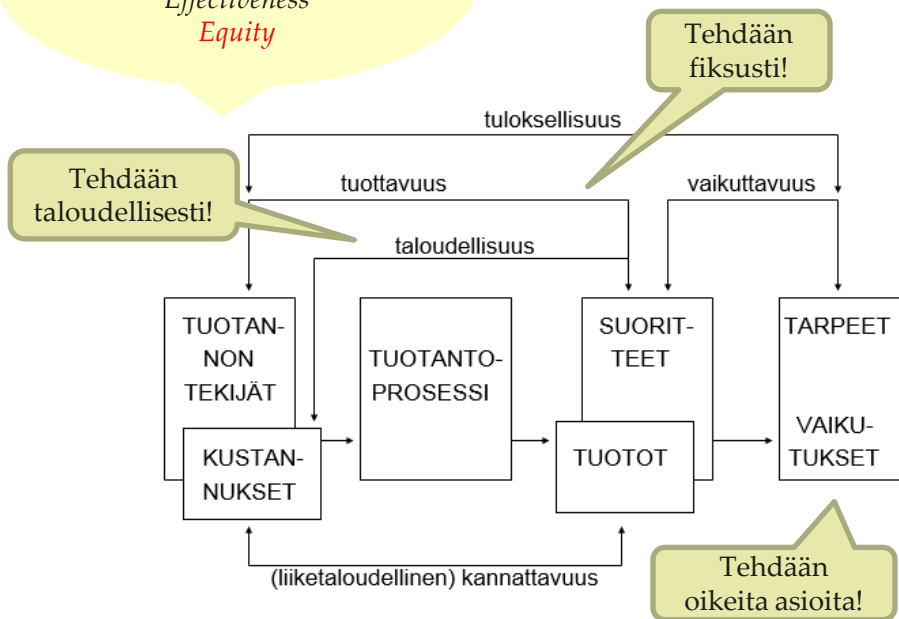 Effectiveness
Equity
Tehdään
fiksusti!
tuloksellisuus
Tehdään
taloudellisesti!
tuottavuus
vaikuttavuus
taloudellisuus
TUOTAN-
NON
TEKIJÄT
KUSTAN-
NUKSET
TUOTANTO-
PROSESSI
SUORIT-
TEET
TUOTOT
TARPEET
VAIKU-
TUKSET
(liiketaloudellinen) kannattavuus
Tehdään
oikeita asioita!